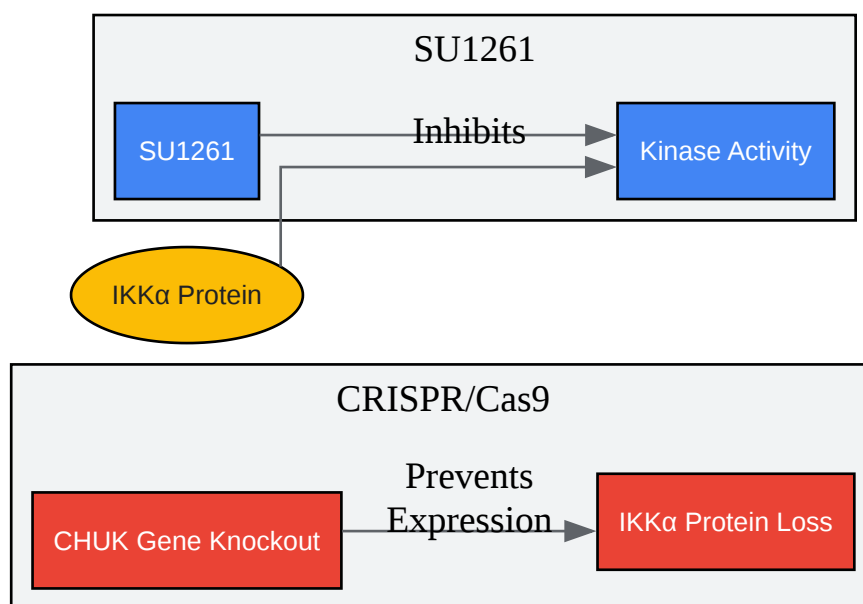 SU1261
SU1261
Inhibits
Kinase Activity
IKKα Protein
CRISPR/Cas9
CHUK Gene Knockout
Prevents
Expression
IKKα Protein Loss